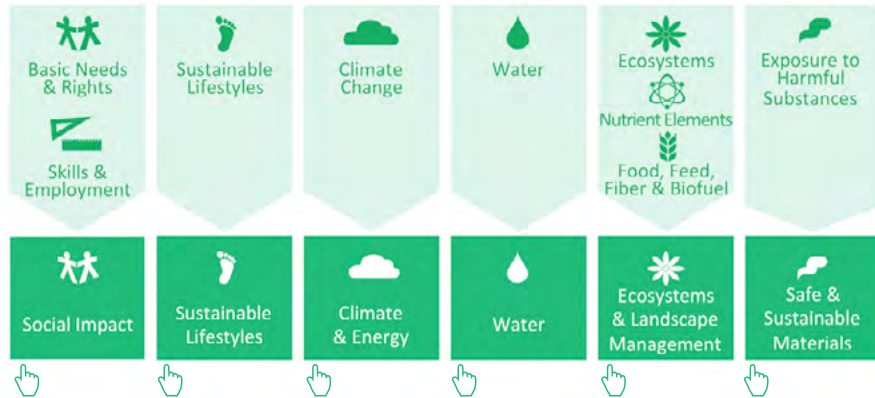 Basic Needs
& Rights
Skills &
Employment
Sustainable
Lifestyles
Climate
Change
Water
Ecosystems
Nutrient Elements
Food, Feed,
Fiber & Biofuel
Exposure to
Harmful
Substances
Social Impact
Sustainable
Lifestyles
Climate
& Energy
Water
Ecosystems
& Landscape
Management
Safe &
Sustainable
Materials